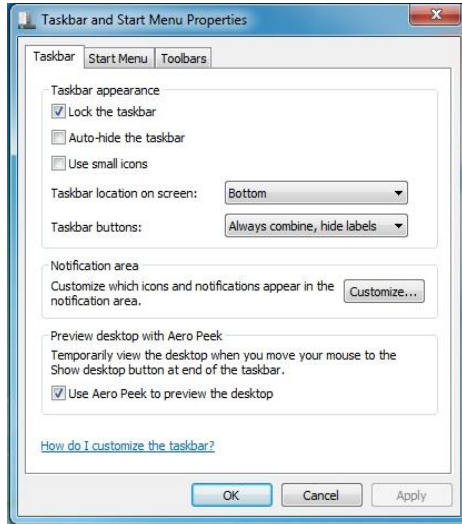 Taskbar and Start Menu Properties
Taskbar Start Menu Toolbars
Taskbar appearance
Lock the taskbar
Auto-hide the taskbar
Use small icons
Taskbar location on screen: Bottom
Taskbar buttons: Always combine, hide labels
Notification area
Customize which icons and notifications appear in the
notification area.
Customize...
Preview desktop with Aero Peek
Temporarily view the desktop when you move your mouse to the
Show desktop button at end of the taskbar.
Use Aero Peek to preview the desktop
How do I customize the taskbar?
OK Cancel Apply